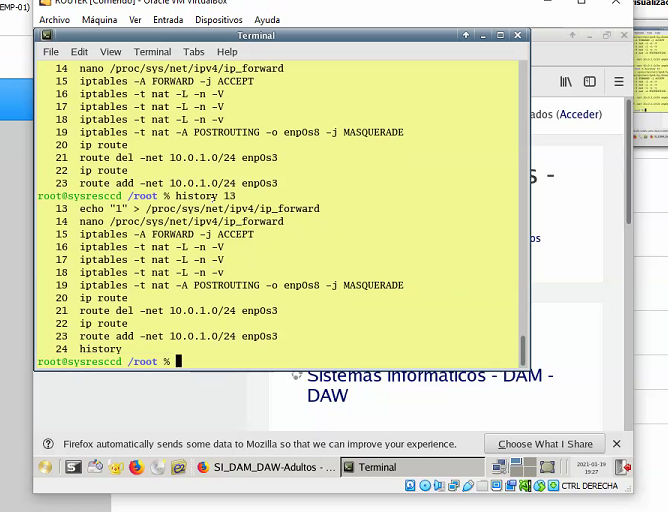 EMP-01)
ROUTER [Corriendo] - Oracle VM VirtualBox
Archivo Máquina Ver Entrada Dispositivos Ayuda
Terminal
File Edit View Terminal Tabs Help
14 nano /proc/sys/net/ipv4/ip_forward
15 iptables -A FORWARD -j ACCEPT
16 iptables -t nat -L -n -V
17 iptables -t nat -L -n -V
18 iptables -t nat -L -n -v
19 iptables -t nat -A POSTROUTING -o enp0s8 -j MASQUERADE
20 ip route
21 route del -net 10.0.1.0/24 enp0s3
22 ip route
23 route add -net 10.0.1.0/24 enp0s3
root@sysresccd /root % history 13
13 echo "1" > /proc/sys/net/ipv4/ip_forward
14 nano /proc/sys/net/ipv4/ip_forward
15 iptables -A FORWARD -j ACCEPT
16 iptables -t nat -L -n -V
17 iptables -t nat -L -n -V
18 iptables -t nat -L -n -v
19 iptables -t nat -A POSTROUTING -o enp0s8 -j MASQUERADE
20 ip route
21 route del -net 10.0.1.0/24 enp0s3
22 ip route
23 route add -net 10.0.1.0/24 enp0s3
24 history
root@sysresccd /root %
ados (Acceder)
S -
os
Sistemas Informáticos - DAM -
DAW
Firefox automatically sends some data to Mozilla so that we can improve your experience.
Choose What I Share
SI_DAM_DAW-Adultos - ...
Terminal
2021-03-19
19:27
CTRL DERECHA